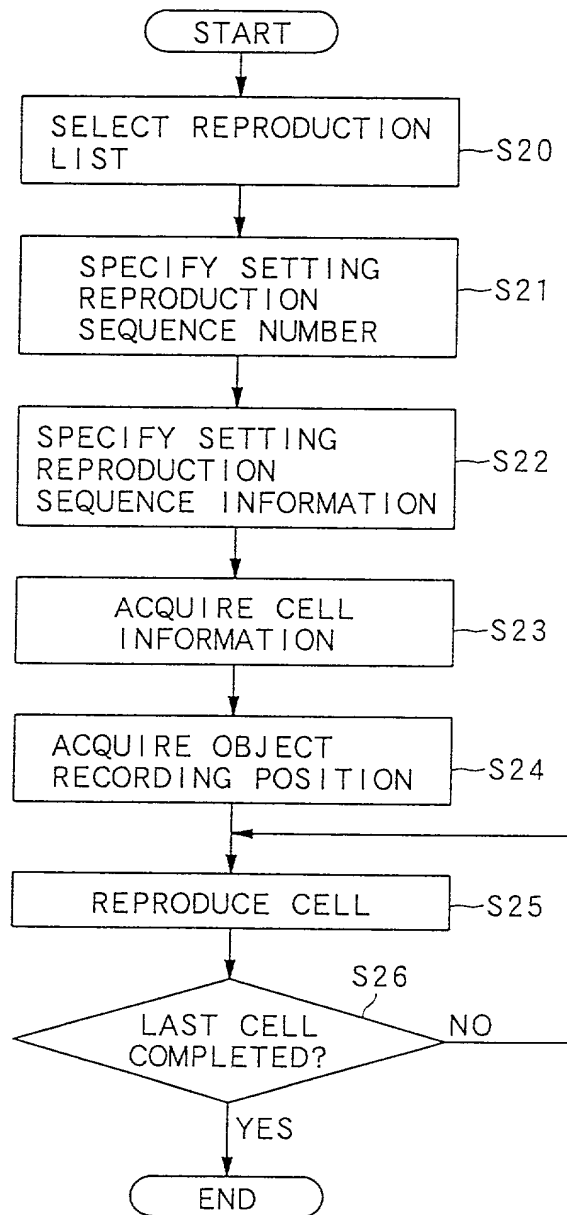 START
SELECT REPRODUCTION
LIST
S20
SPECIFY SETTING
REPRODUCTION
SEQUENCE NUMBER
S21
SPECIFY SETTING
REPRODUCTION
SEQUENCE INFORMATION
S22
ACQUIRE CELL
INFORMATION
S23
ACQUIRE OBJECT
RECORDING POSITION
S24
REPRODUCE CELL
S25
S26
LAST CELL
COMPLETED?
NO
YES
END